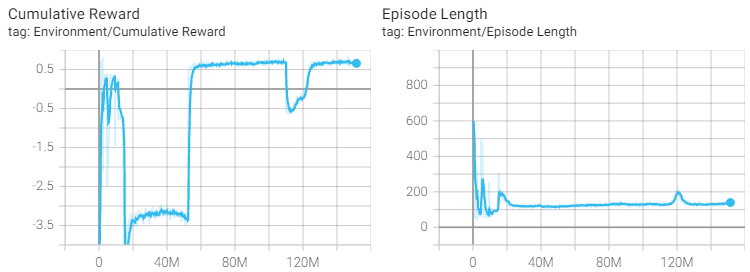 Cumulative Reward
tag: Environment/Cumulative Reward
0.5
-0.5
-1.5
-2.5
-3.5
0 40M 80M 120M
Episode Length
tag: Environment/Episode Length
800
600
400
200
0
0 40M 80M 120M